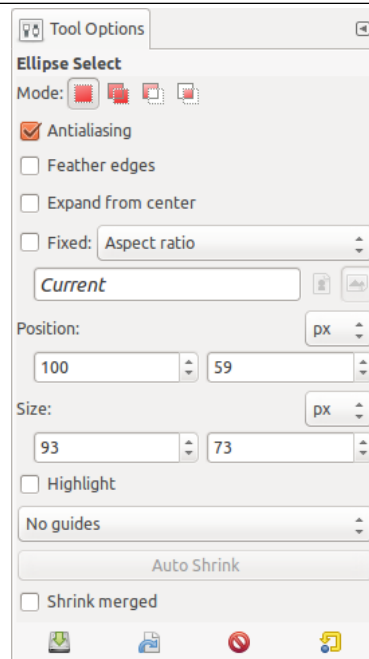 Tool Options
Ellipse Select
Mode:
Antialiasing
Feather edges
Expand from center
Fixed: Aspect ratio
Current
Position: px
100 59
Size: px
93 73
Highlight
No guides
Auto Shrink
Shrink merged